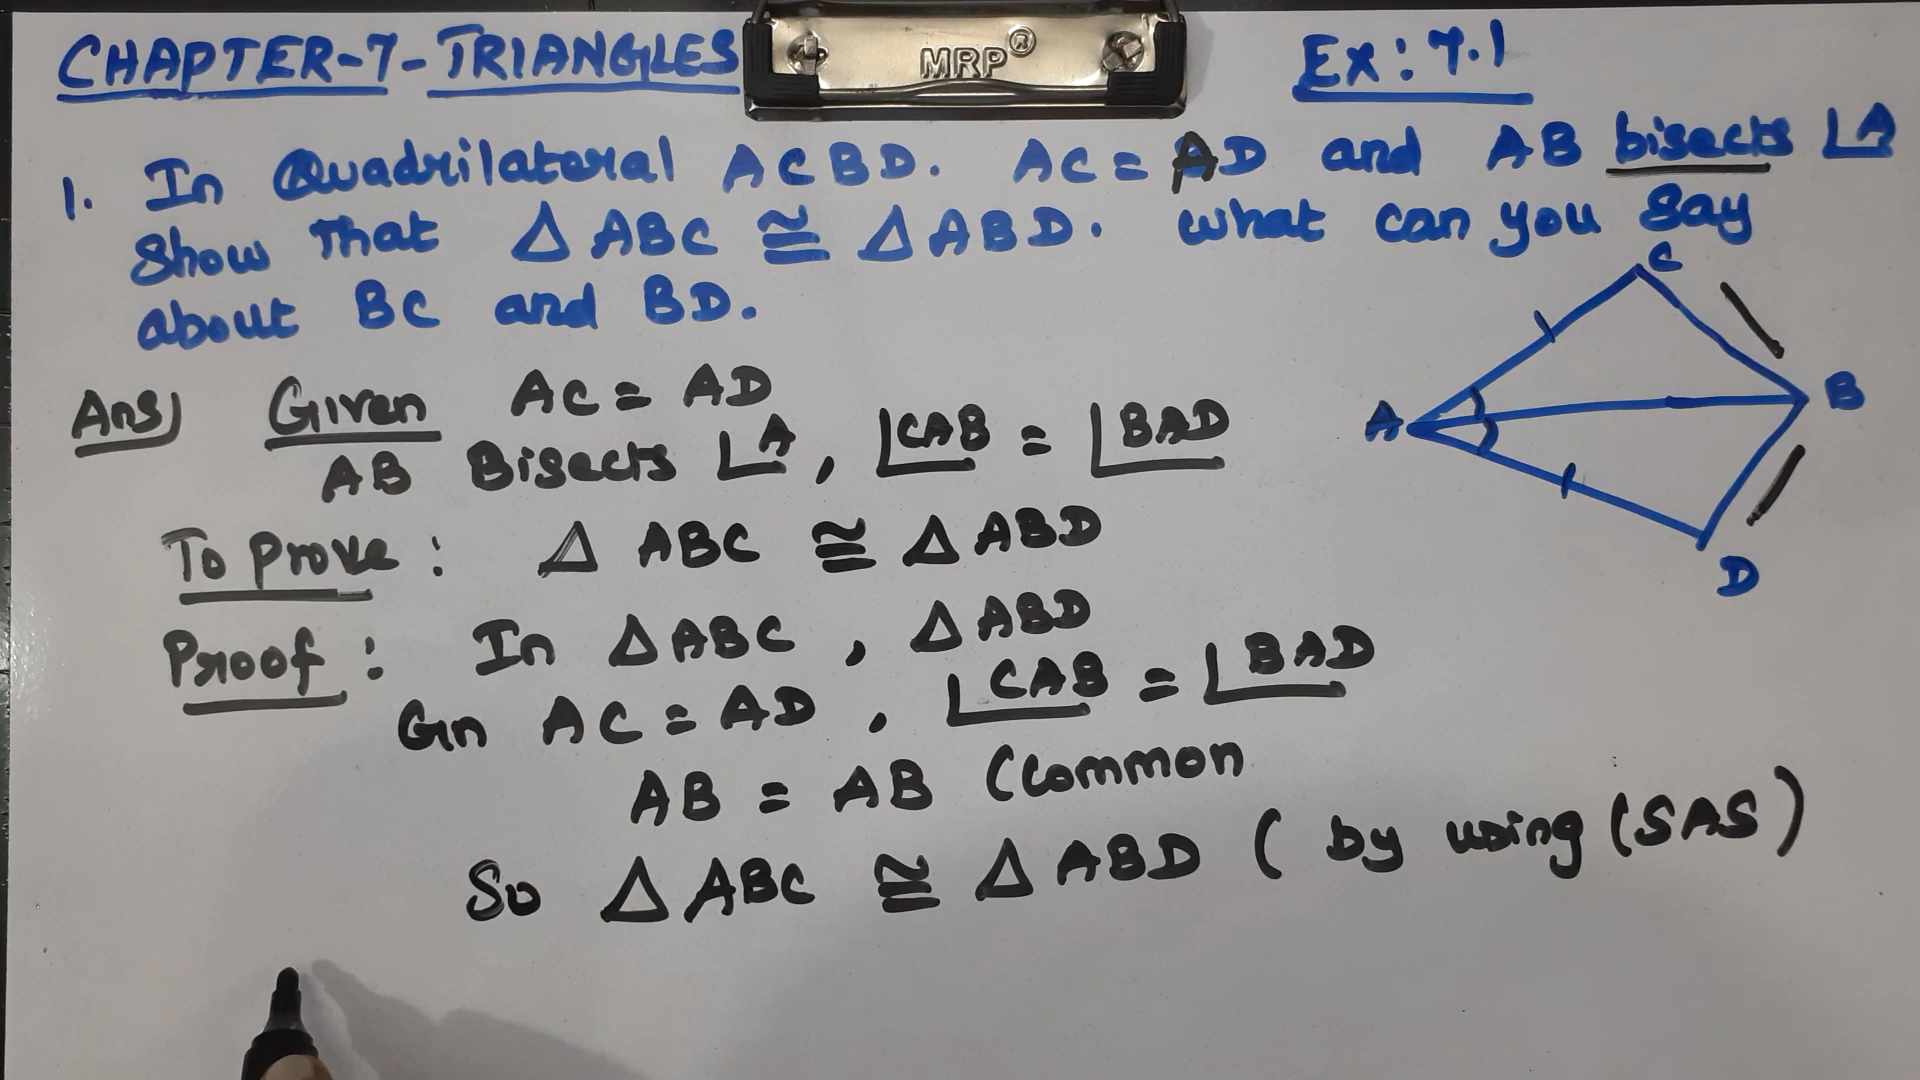 CHAPTER-7-TRIANGLES
MRP®
Ex: 7.1
1. In Quadrilateral ACBD. AC = AD and AB bisects ∠A
Show that △ ABC ≅ △ ABD. what can you say
about BC and BD.
C
A
B
D
Ans) Given AC = AD
AB Bisects ∠A, ∠CAB = ∠BAD
To prove: △ ABC ≅ △ ABD
Proof: In △ ABC, △ ABD
Gn AC = AD, ∠CAB = ∠BAD
AB = AB (Common
So △ ABC ≅ △ ABD ( by using (SAS)